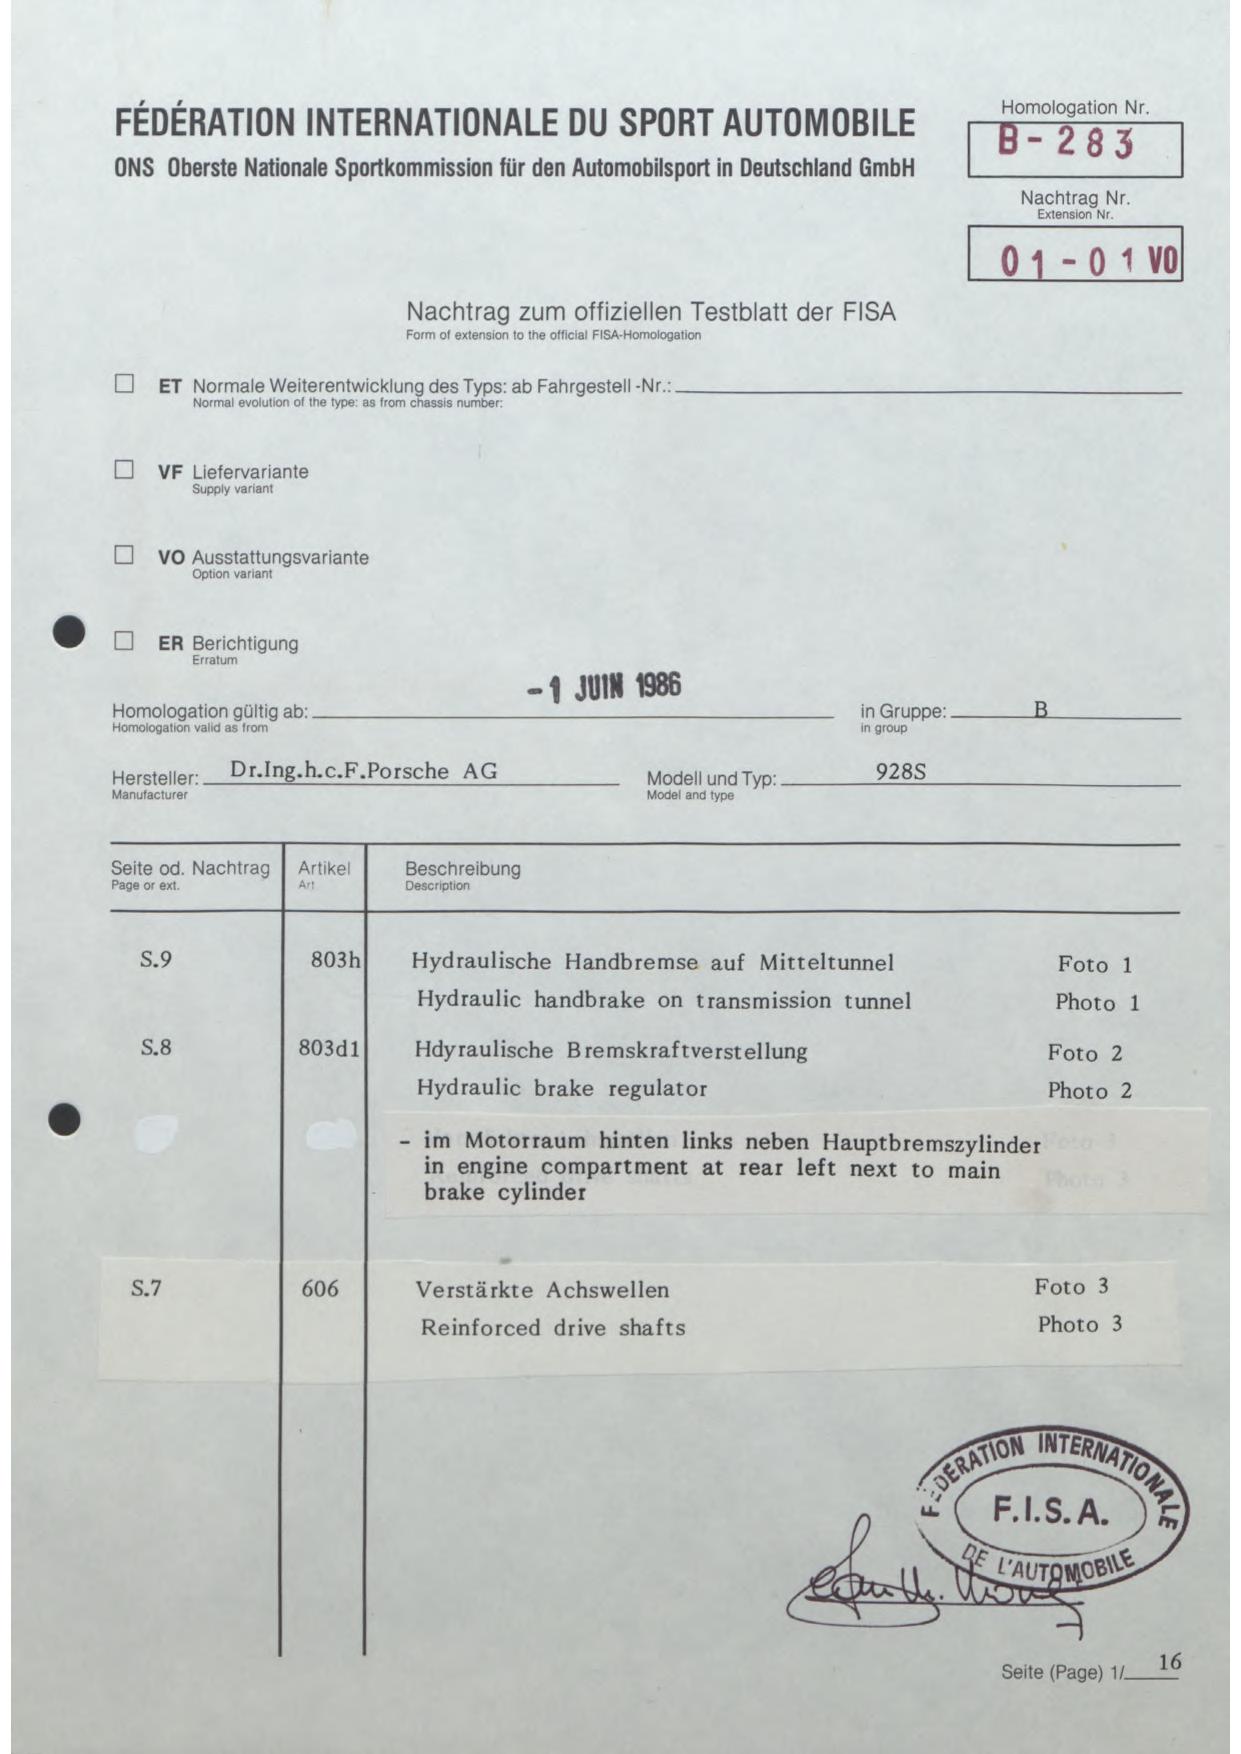 FÉDÉRATION INTERNATIONALE DU SPORT AUTOMOBILE
ONS Oberste Nationale Sportkommission für den Automobilsport in Deutschland GmbH
Homologation Nr.
B-283
Nachtrag Nr.
Extension Nr.
01-01 VO
Nachtrag zum offiziellen Testblatt der FISA
Form of extension to the official FISA-Homologation
ET Normale Weiterentwicklung des Typs: ab Fahrgestell -Nr.:
Normal evolution of the type: as from chassis number:
VF Liefervariante
Supply variant
VO Ausstattungsvariante
Option variant
ER Berichtigung
Erratum
Homologation gültig ab: -1 JUIN 1986 in Gruppe: B
Homologation valid as from in group
Hersteller: Dr.Ing.h.c.F.Porsche AG Modell und Typ: 928S
Manufacturer Model and type
Seite od. Nachtrag Artikel Beschreibung
Page or ext. Art Description
S.9 803h Hydraulische Handbremse auf Mitteltunnel Foto 1
Hydraulic handbrake on transmission tunnel Photo 1
S.8 803d1 Hdyraulische Bremskraftverstellung Foto 2
Hydraulic brake regulator Photo 2
- im Motorraum hinten links neben Hauptbremszylinder Foto 3
in engine compartment at rear left next to main Photo 3
brake cylinder
S.7 606 Verstärkte Achswellen Foto 3
Reinforced drive shafts Photo 3
FÉDÉRATION INTERNATIONALE
F.I.S.A.
DE L'AUTOMOBILE
Seite (Page) 1/ 16